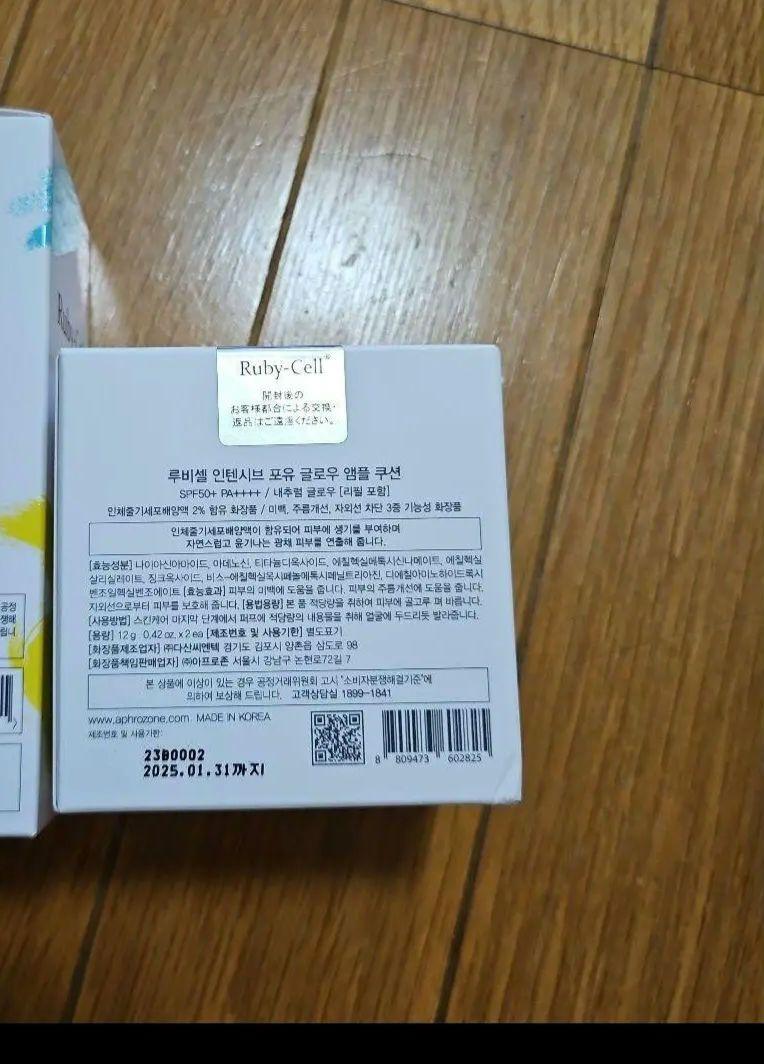 Ruby-Cell®
開封後の
お客様都合による交換・
返品はご遠慮ください。
루비셀 인텐시브 포유 글로우 앰플 쿠션
SPF50+ PA++++ / 내추럴 글로우 [리필 포함]
인체줄기세포배양액 2% 함유 화장품 / 미백, 주름개선, 자외선 차단 3중 기능성 화장품
인체줄기세포배양액이 함유되어 피부에 생기를 부여하며
자연스럽고 윤기나는 광채 피부를 연출해 줍니다.
[효능성분] 나이아신아마이드, 아데노신, 티타늄디옥사이드, 에칠헥실메톡시신나메이트, 에칠헥실
살리실레이트, 징크옥사이드, 비스-에칠헥실옥시페놀메톡시페닐트리아진, 디에칠아미노하이드록시
벤조일헥실벤조에이트 [효능효과] 피부의 미백에 도움을 줍니다. 피부의 주름개선에 도움을 줍니다.
자외선으로부터 피부를 보호해 줍니다. [용법용량] 본 품 적당량을 취하여 피부에 골고루 펴 바릅니다.
[사용방법] 스킨케어 마지막 단계에서 퍼프에 적당량의 내용물을 취해 얼굴에 두드리듯 발라줍니다.
[용량] 12 g 0.42 oz. x 2 ea [제조번호 및 사용기한] 별도표기
[화장품제조업자] ㈜다산씨엔텍 경기도 김포시 양촌읍 삼도로 98
[화장품책임판매업자] ㈜아프로존 서울시 강남구 논현로72길 7
본 상품에 이상이 있는 경우 공정거래위원회 고시 "소비자분쟁해결기준"에
의하여 보상해 드립니다. 고객상담실 1899-1841
www.aphrozone.com MADE IN KOREA
제조번호 및 사용기한:
23B0002
2025.01.31까지
8 809473 602825